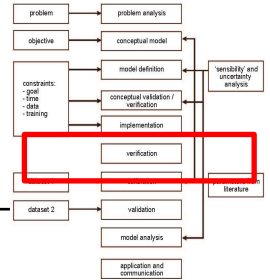 problem
problem analysis
objective
conceptual model
model definition
'sensibility' and
uncertainty
analysis
constraints:
- goal
- time
- data
- training
conceptual validation /
verification
implementation
verification
literature
dataset 2
validation
model analysis
application and
communication